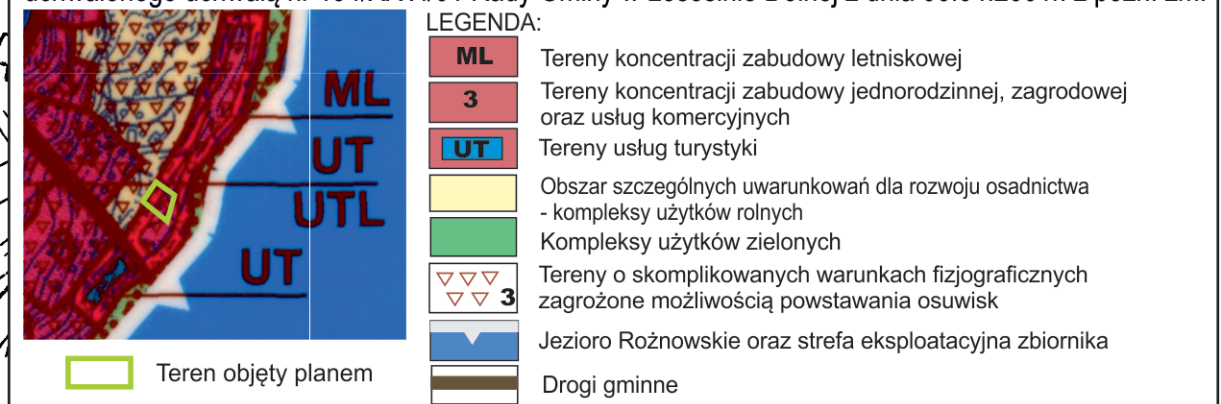 LEGENDA:
ML
UT
UTL
UT
ML Tereny koncentracji zabudowy letniskowej
3 Tereny koncentracji zabudowy jednorodzinnej, zagrodowej
oraz usług komercyjnych
UT Tereny usług turystyki
Obszar szczególnych uwarunkowań dla rozwoju osadnictwa
- kompleksy użytków rolnych
Kompleksy użytków zielonych
3 Tereny o skomplikowanych warunkach fizjograficznych
zagrożone możliwością powstawania osuwisk
Jezioro Rożnowskie oraz strefa eksploatacyjna zbiornika
Drogi gminne
Teren objęty planem